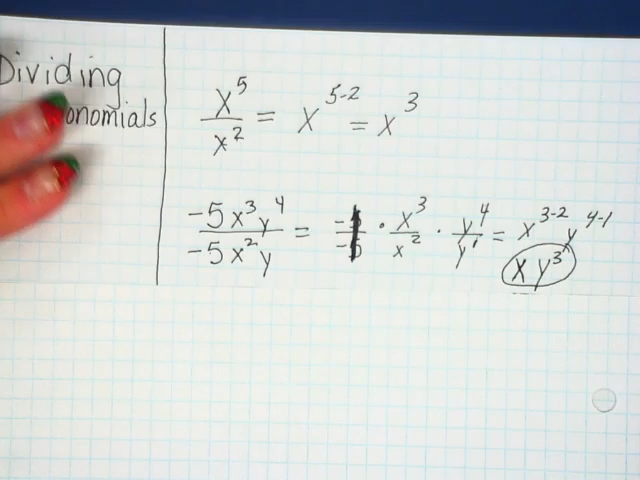 Dividing
onomials
x^5/x^2 = x^(5-2) = x^3
-5x^3y^4/-5x^2y = -5/-5 · x^3/x^2 · y^4/y^1 = x^(3-2) y^(4-1)
xy^3